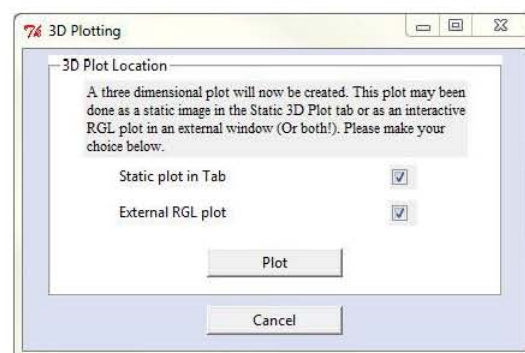 3D Plotting
3D Plot Location
A three dimensional plot will now be created. This plot may been
done as a static image in the Static 3D Plot tab or as an interactive
RGL plot in an external window (Or both!). Please make your
choice below.
Static plot in Tab
External RGL plot
Plot
Cancel